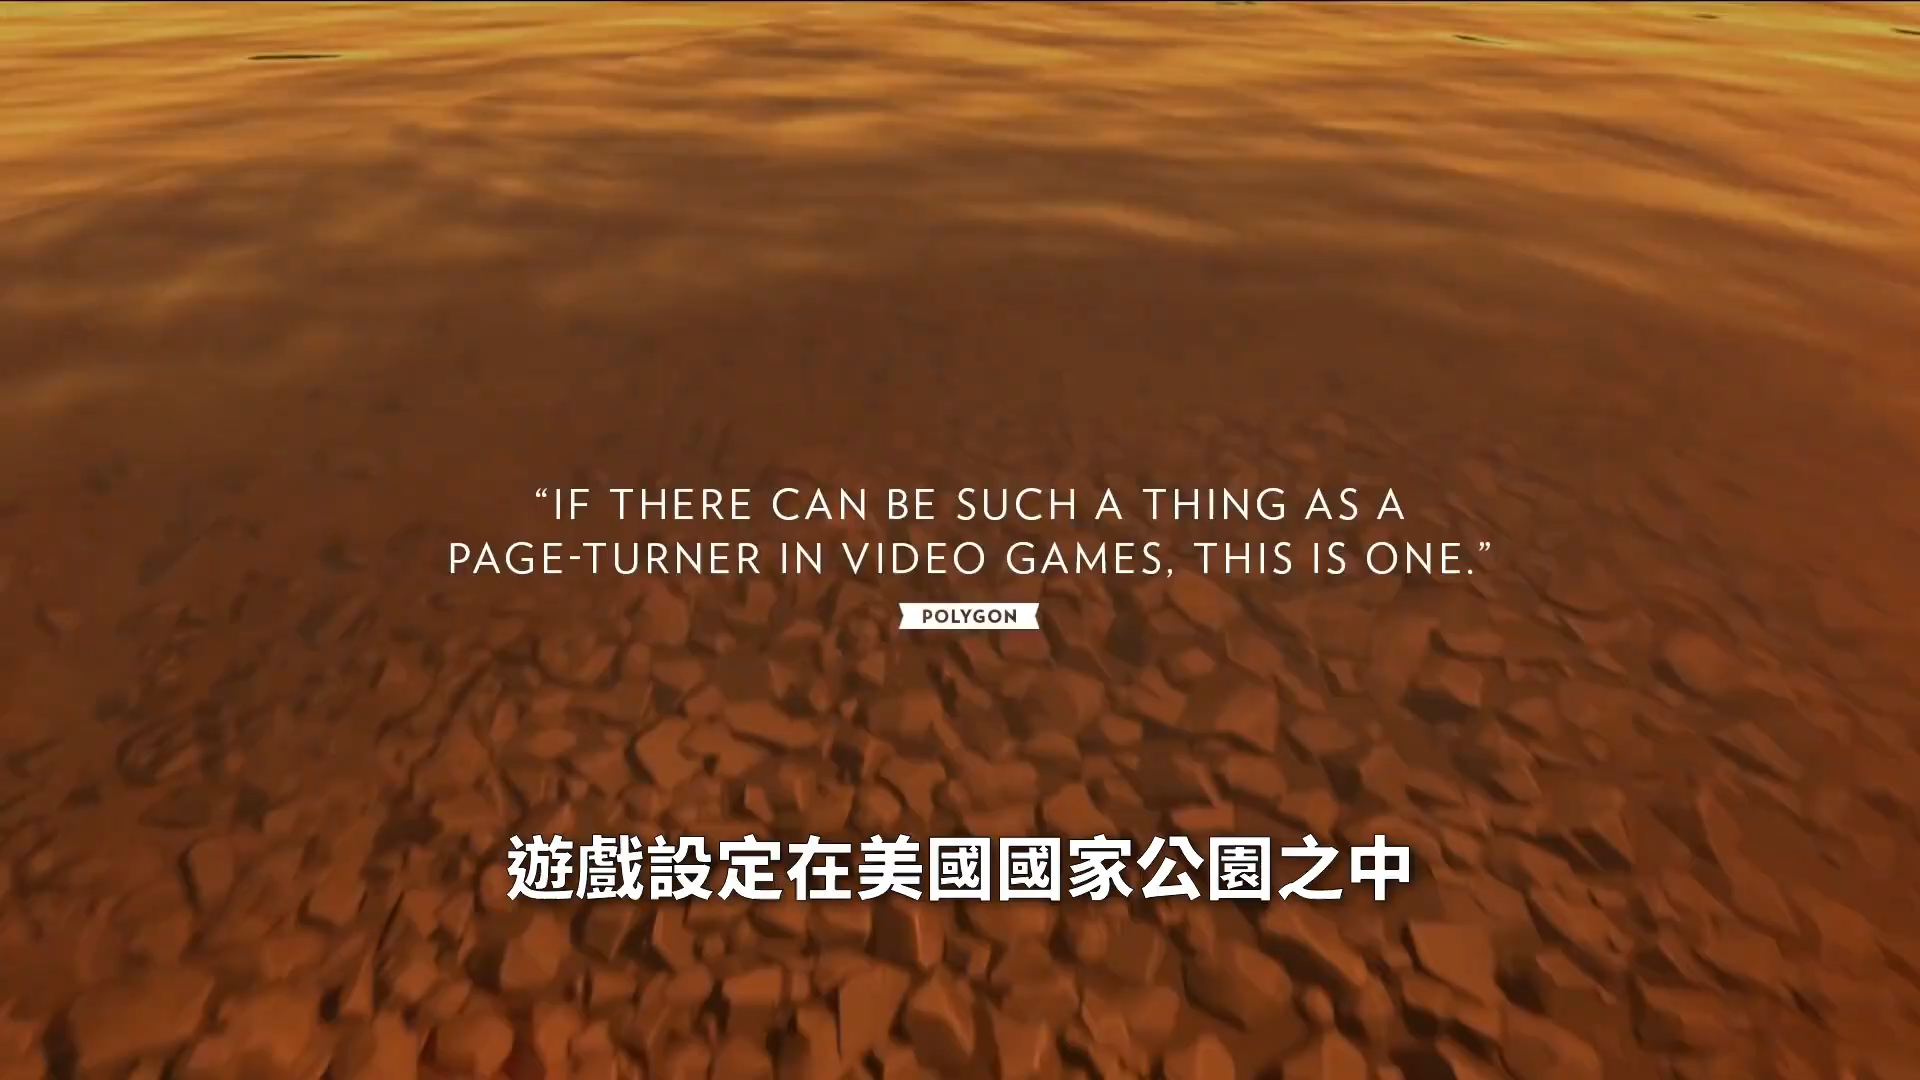 “IF THERE CAN BE SUCH A THING AS A
PAGE-TURNER IN VIDEO GAMES, THIS IS ONE.”
POLYGON
遊戲設定在美國國家公園之中